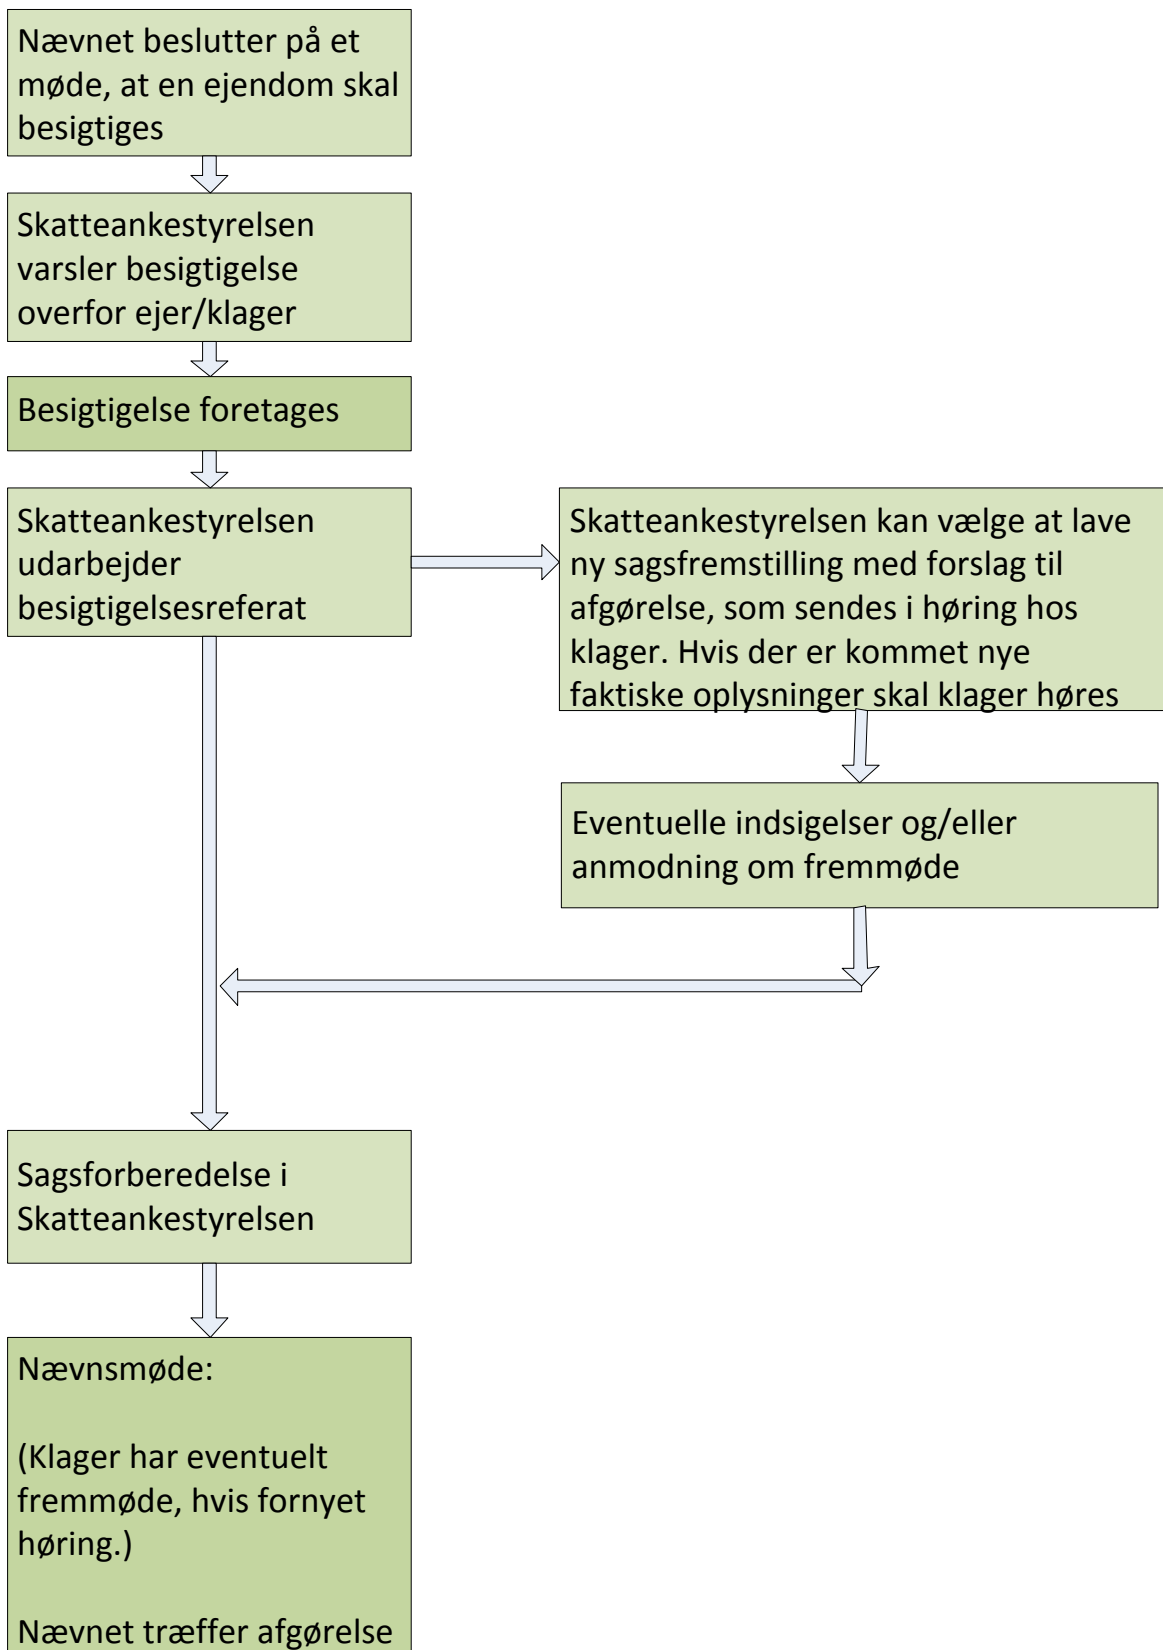 Nævnet beslutter på et
møde, at en ejendom skal
besigtiges
Skatteankestyrelsen
varsler besigtigelse
overfor ejer/klager
Besigtigelse foretages
Skatteankestyrelsen
udarbejder
besigtigelsesreferat
Skatteankestyrelsen kan vælge at lave
ny sagsfremstilling med forslag til
afgørelse, som sendes i høring hos
klager. Hvis der er kommet nye
faktiske oplysninger skal klager høres
Eventuelle indsigelser og/eller
anmodning om fremmøde
Sagsforberedelse i
Skatteankestyrelsen
Nævnsmøde:
(Klager har eventuelt
fremmøde, hvis fornyet
høring.)
Nævnet træffer afgørelse